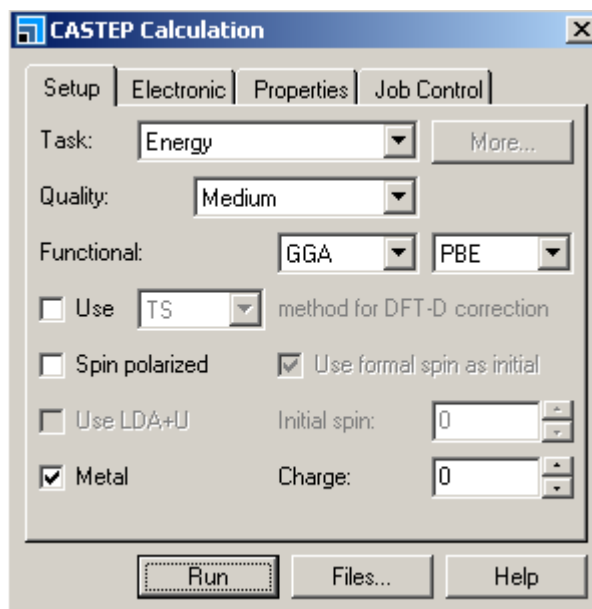 CASTEP Calculation
Setup Electronic Properties Job Control
Task: Energy More...
Quality: Medium
Functional: GGA PBE
Use TS method for DFT-D correction
Spin polarized Use formal spin as initial
Use LDA+U Initial spin: 0
Metal Charge: 0
Run Files... Help